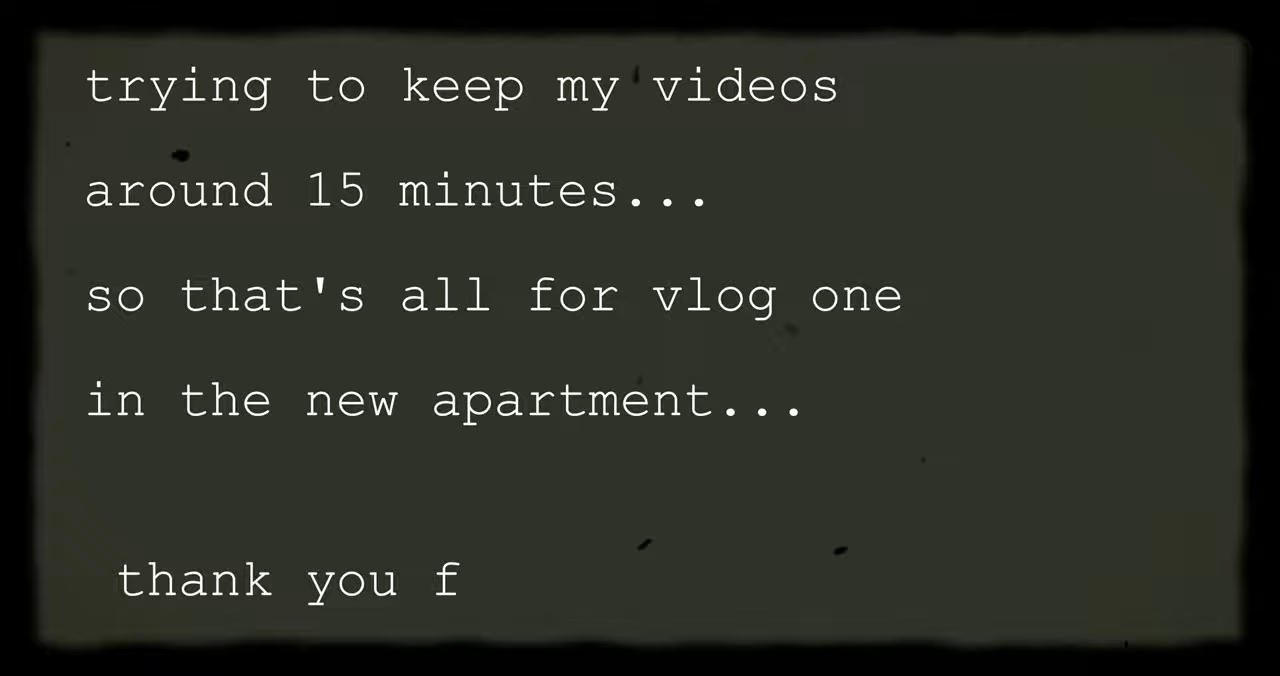 trying to keep my videos
around 15 minutes...
so that's all for vlog one
in the new apartment...
thank you f